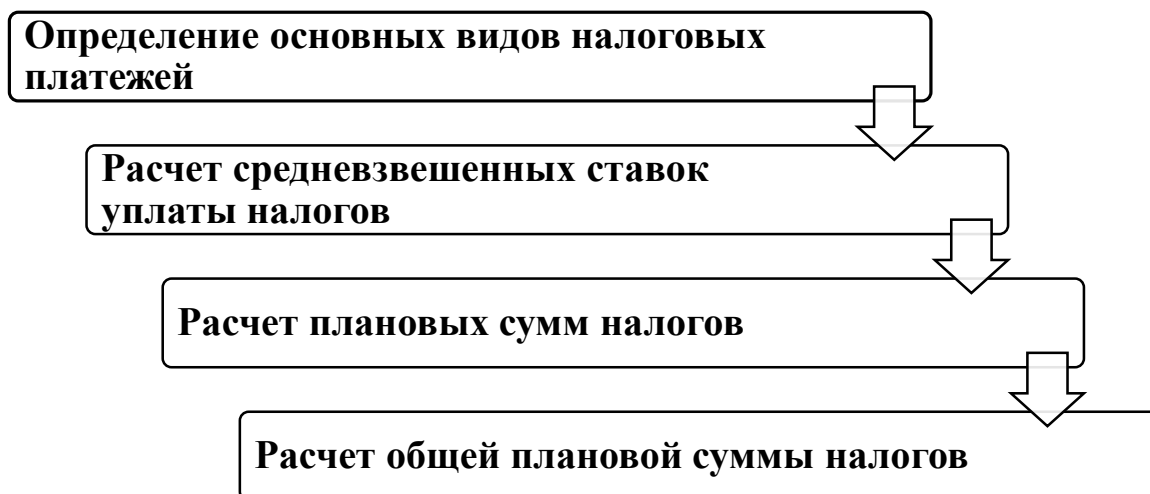 Определение основных видов налоговых
платежей
Расчет средневзвешенных ставок
уплаты налогов
Расчет плановых сумм налогов
Расчет общей плановой суммы налогов